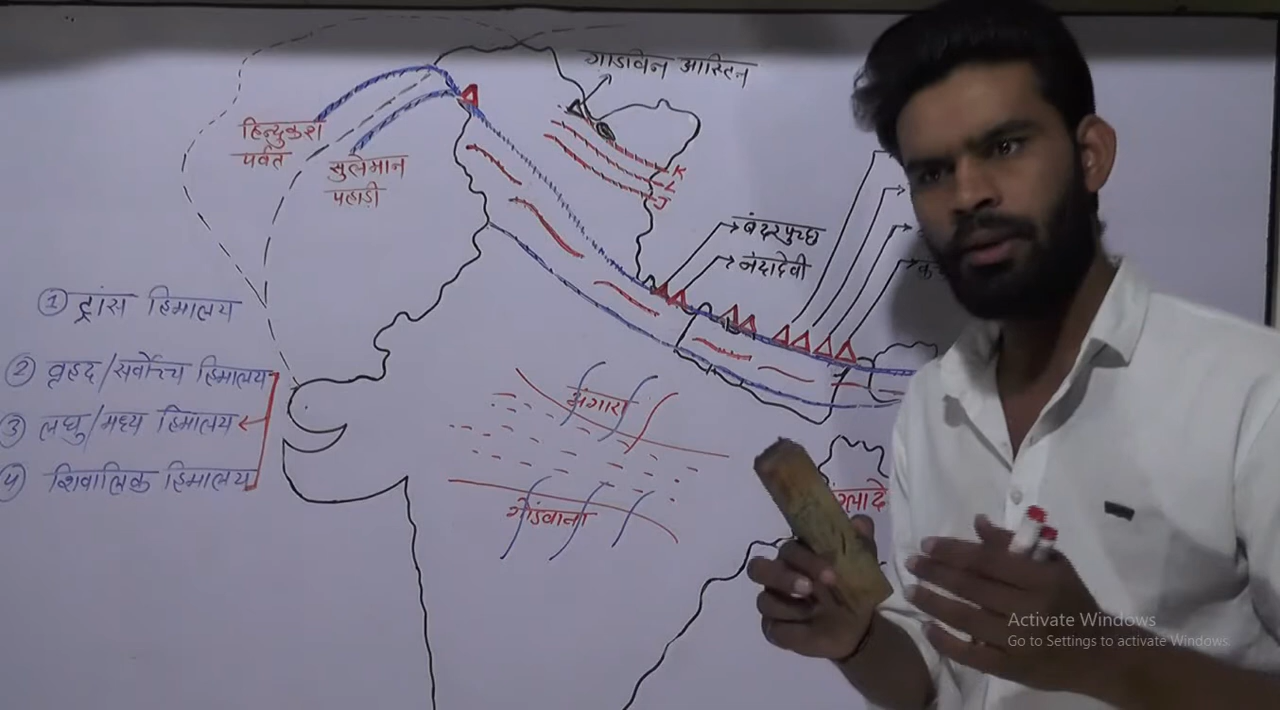 गाडविन आस्टिन
हिन्दुकुश
पर्वत
सुलेमान
पहाड़ी
K
L
J
बंदरपुच्छ
नंदादेवी
① ट्रांस हिमालय
② वृहद/सर्वोच्च हिमालय
③ लघु/मध्य हिमालय
④ शिवालिक हिमालय
अंगारा
गोंडवाना
Activate Windows
Go to Settings to activate Windows.